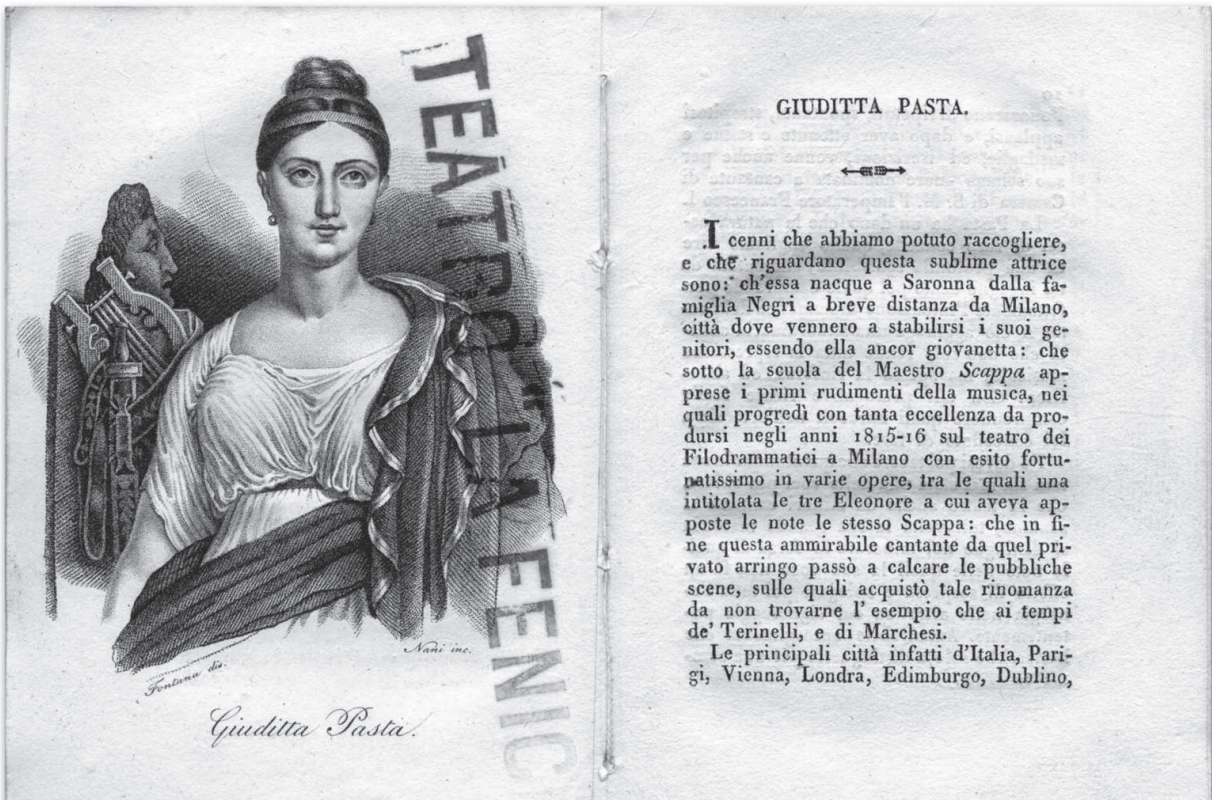 TEATRO LA FENIC
Fontana dis.
Nani inc.
Giuditta Pasta.
GIUDITTA PASTA.
I cenni che abbiamo potuto raccogliere,
e che riguardano questa sublime attrice
sono: ch'essa nacque a Saronna dalla fa-
miglia Negri a breve distanza da Milano,
città dove vennero a stabilirsi i suoi ge-
nitori, essendo ella ancor giovanetta: che
sotto la scuola del Maestro Scappa ap-
prese i primi rudimenti della musica, nei
quali progredì con tanta eccellenza da pro-
dursi negli anni 1815-16 sul teatro dei
Filodrammatici a Milano con esito fortu-
natissimo in varie opere, tra le quali una
intitolata le tre Eleonore a cui aveva ap-
poste le note le stesso Scappa: che in fi-
ne questa ammirabile cantante da quel pri-
vato arringo passò a calcare le pubbliche
scene, sulle quali acquistò tale rinomanza
da non trovarne l'esempio che ai tempi
de' Terinelli, e di Marchesi.
Le principali città infatti d'Italia, Pari-
gi, Vienna, Londra, Edimburgo, Dublino,